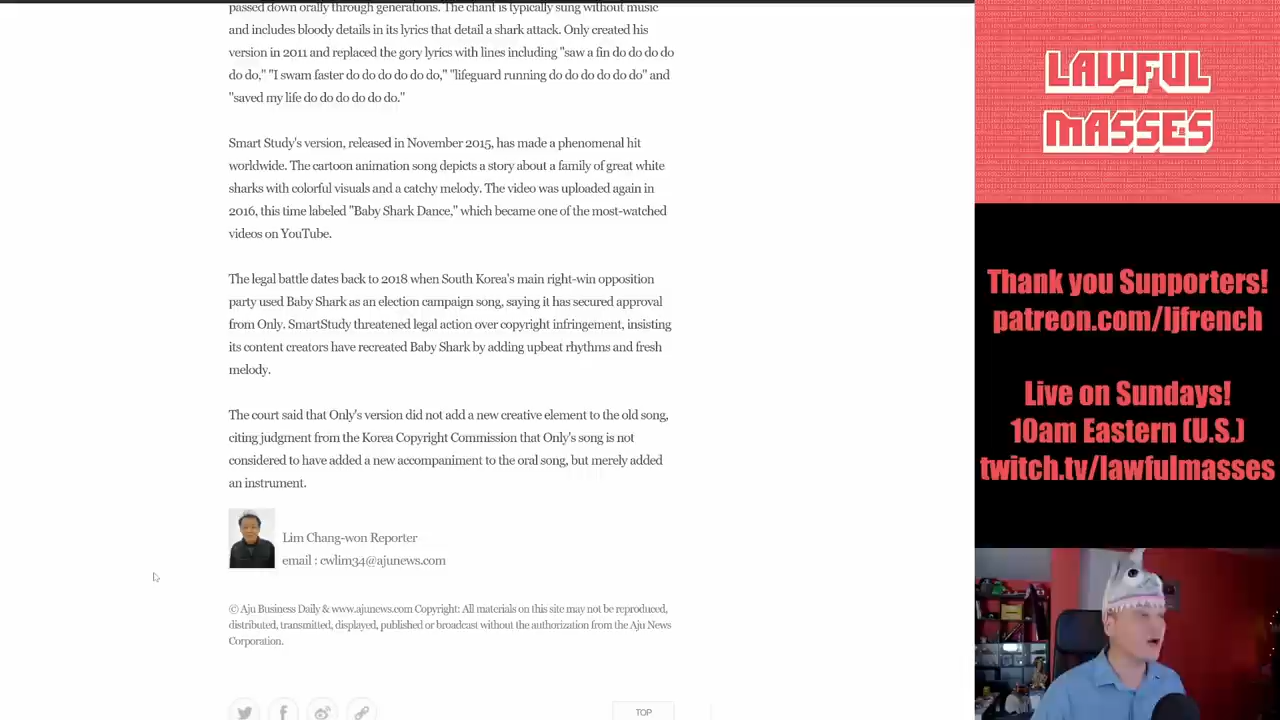 passed down orally through generations. The chant is typically sung without music
and includes bloody details in its lyrics that detail a shark attack. Only created his
version in 2011 and replaced the gory lyrics with lines including "saw a fin do do do do
do do," "I swam faster do do do do do do," "lifeguard running do do do do do do" and
"saved my life do do do do do do."
Smart Study's version, released in November 2015, has made a phenomenal hit
worldwide. The cartoon animation song depicts a story about a family of great white
sharks with colorful visuals and a catchy melody. The video was uploaded again in
2016, this time labeled "Baby Shark Dance," which became one of the most-watched
videos on YouTube.
The legal battle dates back to 2018 when South Korea's main right-win opposition
party used Baby Shark as an election campaign song, saying it has secured approval
from Only. SmartStudy threatened legal action over copyright infringement, insisting
its content creators have recreated Baby Shark by adding upbeat rhythms and fresh
melody.
The court said that Only's version did not add a new creative element to the old song,
citing judgment from the Korea Copyright Commission that Only's song is not
considered to have added a new accompaniment to the oral song, but merely added
an instrument.
Lim Chang-won Reporter
email : cwlim34@ajunews.com
© Aju Business Daily & www.ajunews.com Copyright: All materials on this site may not be reproduced,
distributed, transmitted, displayed, published or broadcast without the authorization from the Aju News
Corporation.
TOP
LAWFUL
MASSES
Thank you Supporters!
patreon.com/ljfrench
Live on Sundays!
10am Eastern (U.S.)
twitch.tv/lawfulmasses